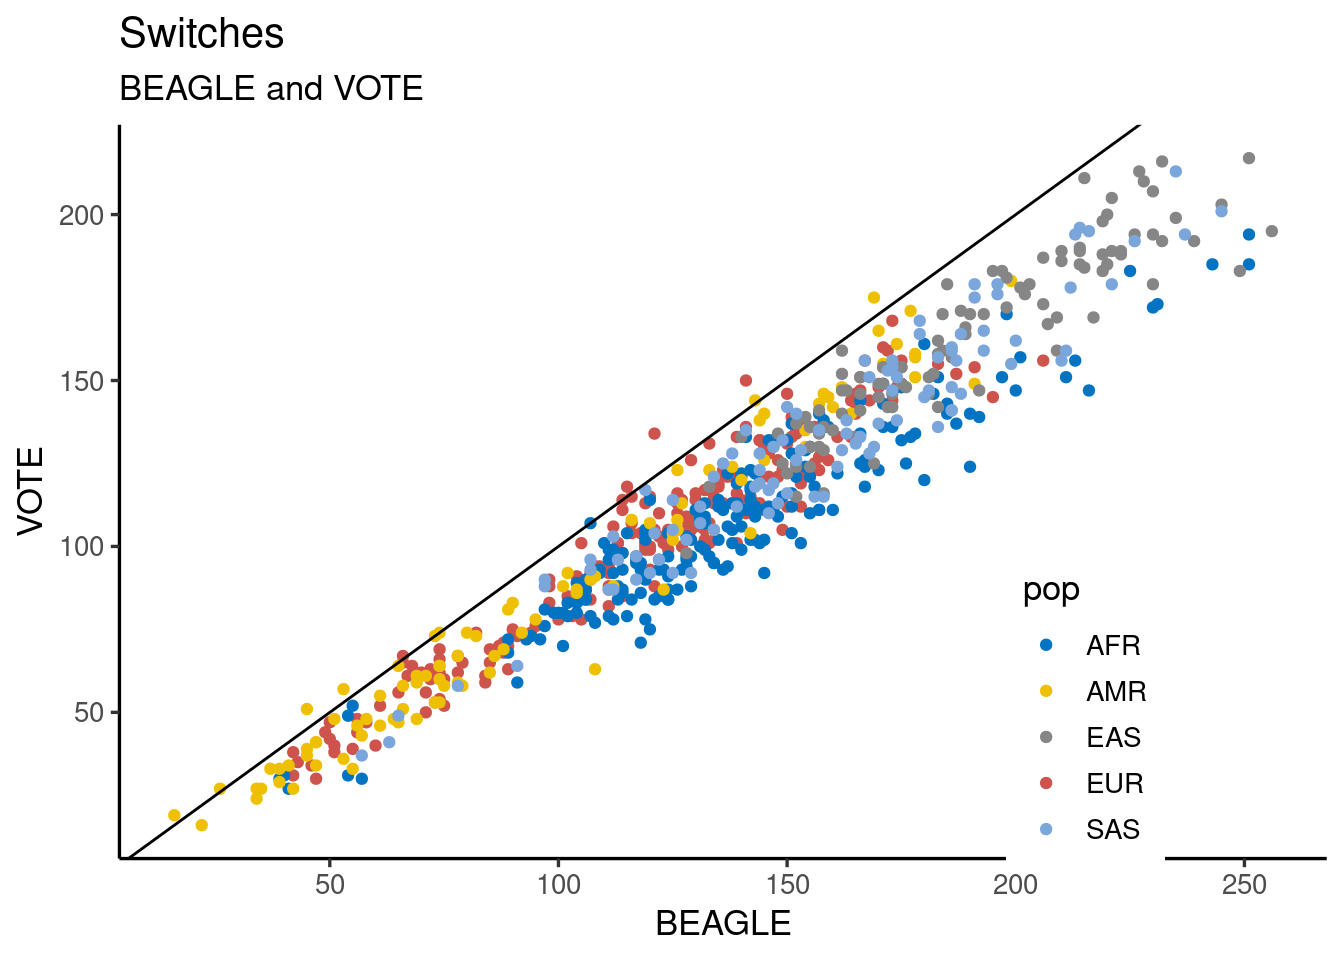 Switches
BEAGLE and VOTE
200
150
100
50
VOTE
pop
AFR
AMR
EAS
EUR
SAS
50
100
150
200
250
BEAGLE